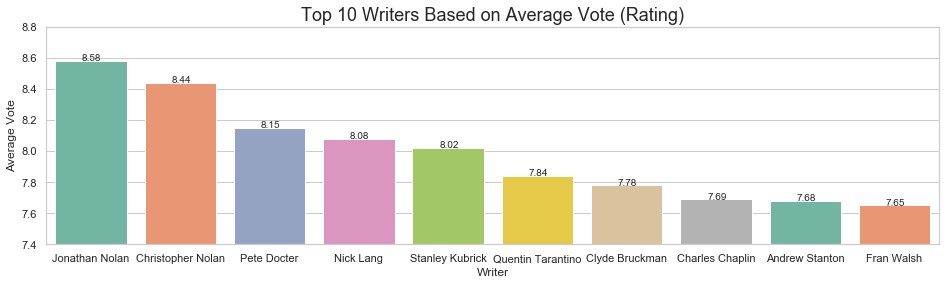 Top 10 Writers Based on Average Vote (Rating)
8.8
8.6
8.4
8.2
8.0
7.8
7.6
7.4
Average Vote
8.58
8.44
8.15
8.08
8.02
7.84
7.78
7.69
7.68
7.65
Jonathan Nolan
Christopher Nolan
Pete Docter
Nick Lang
Stanley Kubrick
Quentin Tarantino
Clyde Bruckman
Charles Chaplin
Andrew Stanton
Fran Walsh
Writer